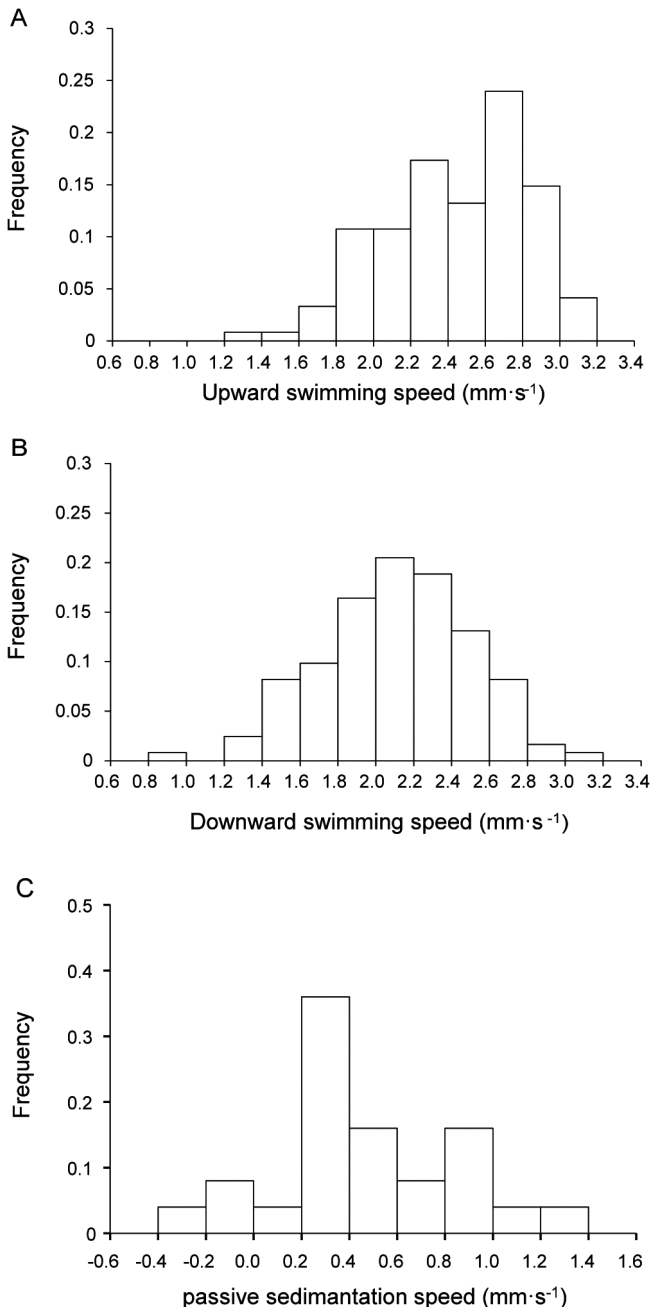 A
0.3
0.25
0.2
0.15
0.1
0.05
0
Frequency
0.6 0.8 1.0 1.2 1.4 1.6 1.8 2.0 2.2 2.4 2.6 2.8 3.0 3.2 3.4
Upward swimming speed (mm·s⁻¹)
B
0.3
0.25
0.2
0.15
0.1
0.05
0
Frequency
0.6 0.8 1.0 1.2 1.4 1.6 1.8 2.0 2.2 2.4 2.6 2.8 3.0 3.2 3.4
Downward swimming speed (mm·s⁻¹)
C
0.5
0.4
0.3
0.2
0.1
0
Frequency
-0.6 -0.4 -0.2 0.0 0.2 0.4 0.6 0.8 1.0 1.2 1.4 1.6
passive sedimantation speed (mm·s⁻¹)